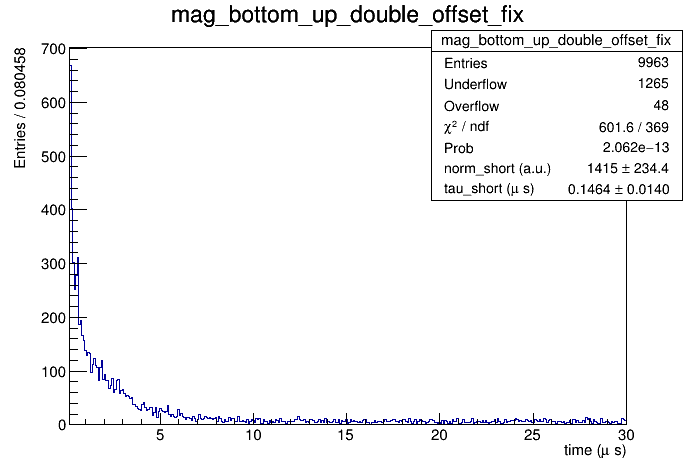 mag_bottom_up_double_offset_fix
mag_bottom_up_double_offset_fix
Entries 9963
Underflow 1265
Overflow 48
χ² / ndf 601.6 / 369
Prob 2.062e−13
norm_short (a.u.) 1415 ± 234.4
tau_short (μ s) 0.1464 ± 0.0140
Entries / 0.080458
700
600
500
400
300
200
100
0
5 10 15 20 25 30
time (μ s)